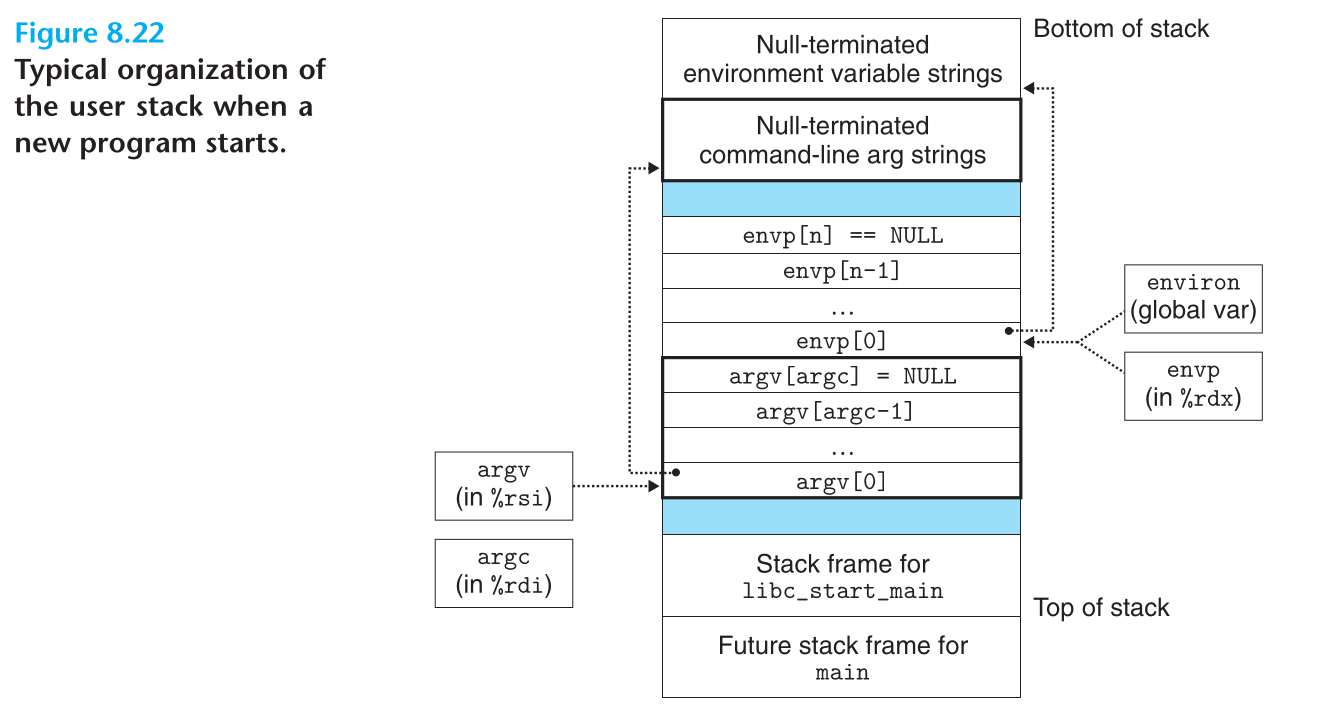 Figure 8.22
Typical organization of
the user stack when a
new program starts.
Bottom of stack
Null-terminated
environment variable strings
Null-terminated
command-line arg strings
envp[n] == NULL
envp[n-1]
...
envp[0]
environ
(global var)
envp
(in %rdx)
argv[argc] = NULL
argv[argc-1]
...
argv[0]
argv
(in %rsi)
argc
(in %rdi)
Stack frame for
libc_start_main
Top of stack
Future stack frame for
main